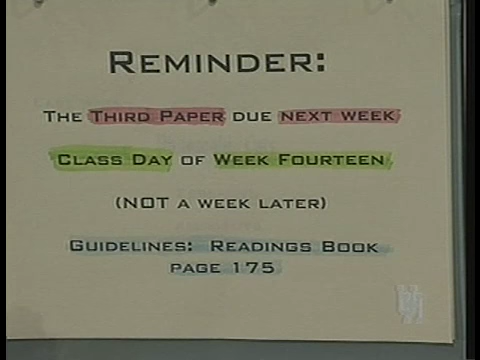 REMINDER:
THE THIRD PAPER DUE NEXT WEEK
CLASS DAY OF WEEK FOURTEEN
(NOT A WEEK LATER)
GUIDELINES: READINGS BOOK
PAGE 175